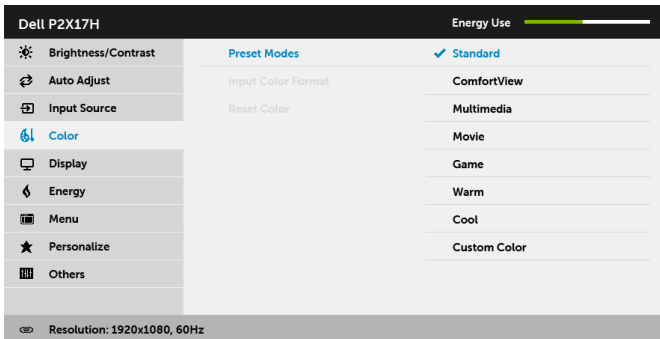 Dell P2X17H
Energy Use
Brightness/Contrast
Auto Adjust
Input Source
Color
Display
Energy
Menu
Personalize
Others
Preset Modes
Input Color Format
Reset Color
Standard
ComfortView
Multimedia
Movie
Game
Warm
Cool
Custom Color
Resolution: 1920x1080, 60Hz